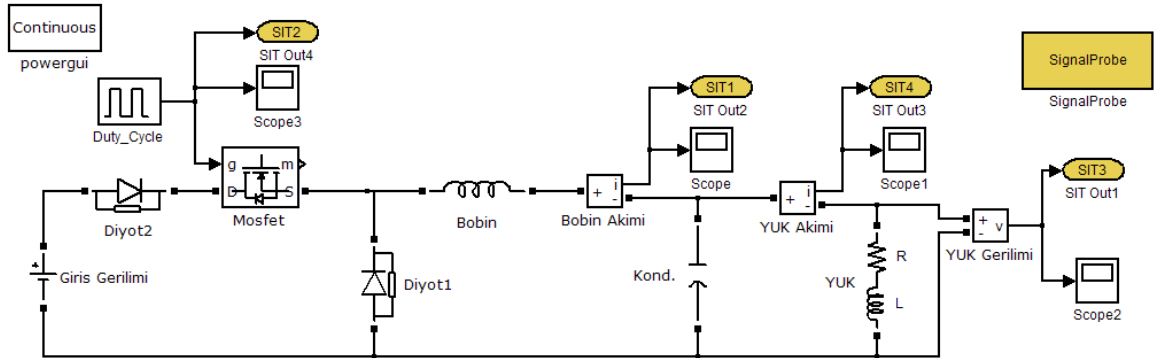 Continuous
powergui
SIT2
SIT Out4
Scope3
Duty_Cycle
SIT1
SIT Out2
Scope
SIT4
SIT Out3
Scope1
SignalProbe
SignalProbe
SIT3
SIT Out1
g
m
D
S
Mosfet
Diyot2
Bobin
+
i
-
Bobin Akimi
+
i
-
YUK Akimi
+
-
v
YUK Gerilimi
Scope2
+
Giris Gerilimi
Diyot1
Kond.
YUK
R
L